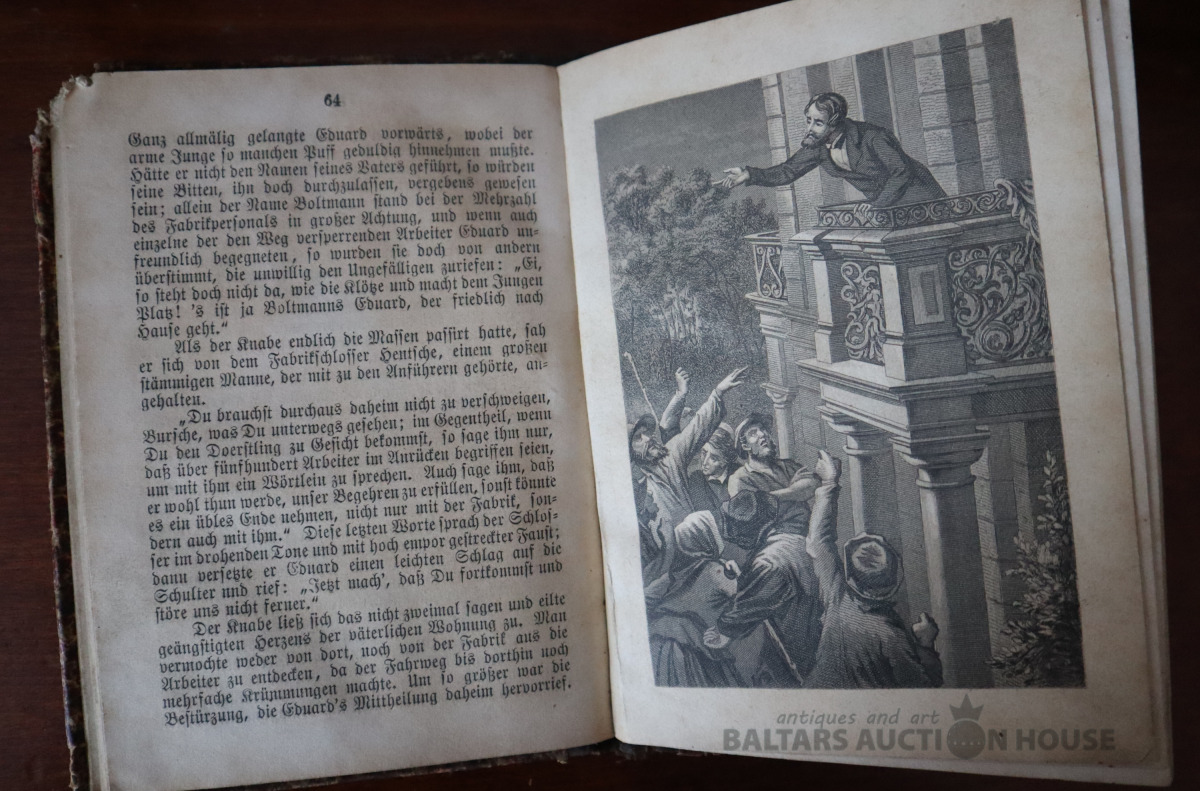 64
Ganz allmälig gelangte Eduard vorwärts, wobei der
arme Junge so manchen Puff geduldig hinnehmen mußte.
Hätte er nicht den Namen seines Vaters geführt, so würden
seine Bitten, ihn doch durchzulassen, vergebens gewesen
sein; allein der Name Boltmann stand bei der Mehrzahl
des Fabrikpersonals in großer Achtung, und wenn auch
einzelne der den Weg versperrenden Arbeiter Eduard un-
freundlich begegneten, so wurden sie doch von andern
überstimmt, die unwillig den Ungefälligen zuriefen: „Ei,
so steht doch nicht da, wie die Klötze und macht dem Jungen
Platz! 's ist ja Boltmanns Eduard, der friedlich nach
Hause geht.“
Als der Knabe endlich die Massen passirt hatte, sah
er sich von dem Fabrikschlosser Hentsche, einem großen
stämmigen Manne, der mit zu den Anführern gehörte, an-
gehalten.
„Du brauchst durchaus daheim nicht zu verschweigen,
Bursche, was Du unterwegs gesehen; im Gegentheil, wenn
Du den Doerstling zu Gesicht bekommst, so sage ihm nur,
daß über fünfhundert Arbeiter im Anrücken begriffen seien,
um mit ihm ein Wörtlein zu sprechen. Auch sage ihm, daß
er wohl thun werde, unser Begehren zu erfüllen, sonst könnte
es ein übles Ende nehmen, nicht nur mit der Fabrik, son-
dern auch mit ihm.“ Diese letzten Worte sprach der Schlos-
ser im drohenden Tone und mit hoch empor gestreckter Faust;
dann versetzte er Eduard einen leichten Schlag auf die
Schulter und rief: „Jetzt mach', daß Du fortkommst und
störe uns nicht ferner.“
Der Knabe ließ sich das nicht zweimal sagen und eilte
geängstigten Herzens der väterlichen Wohnung zu. Man
vermochte weder von dort, noch von der Fabrik aus die
Arbeiter zu entdecken, da der Fahrweg bis dorthin noch
mehrfache Krümmungen machte. Um so größer war die
Bestürzung, die Eduard's Mittheilung daheim hervorrief.
antiques and art
BALTARS AUCTION HOUSE